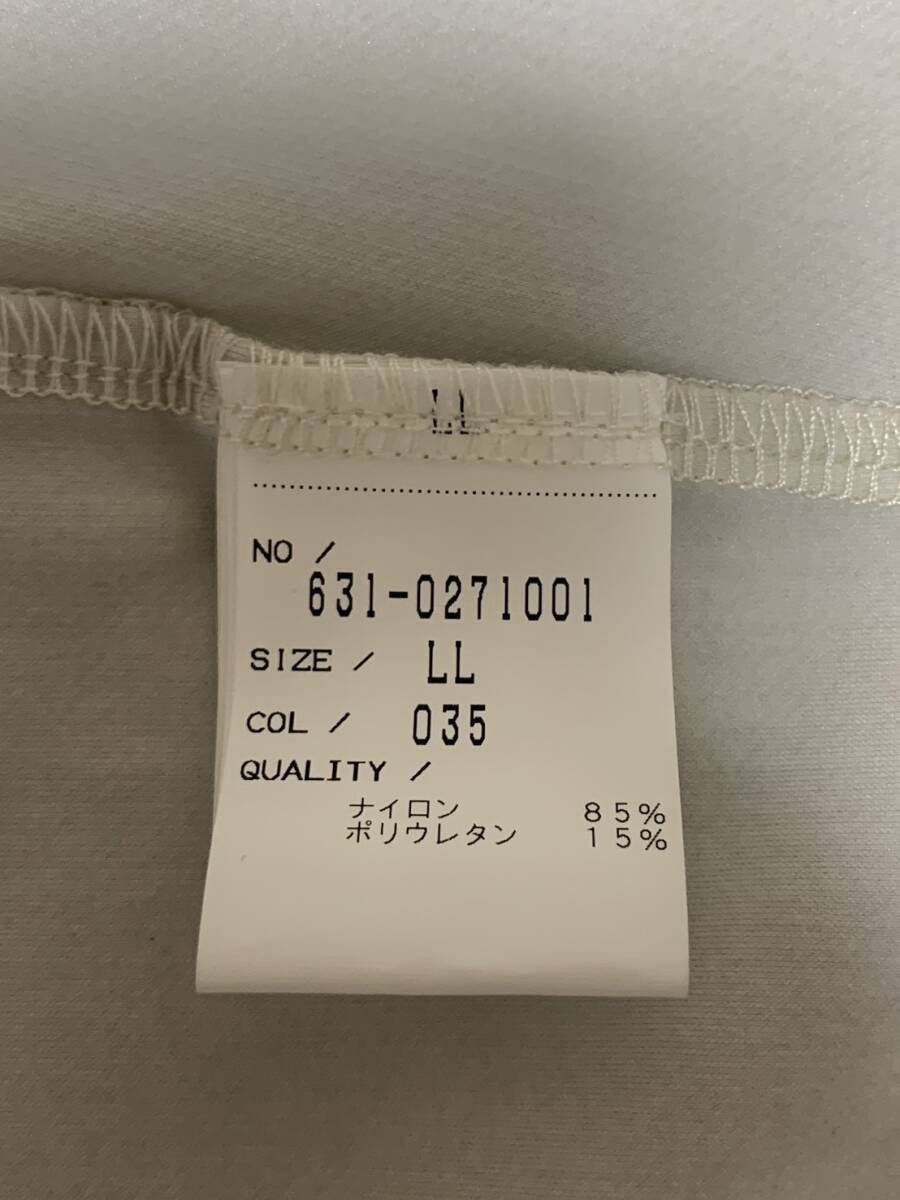 LL
NO /
631-0271001
SIZE / LL
COL / 035
QUALITY /
ナイロン 85%
ポリウレタン 15%